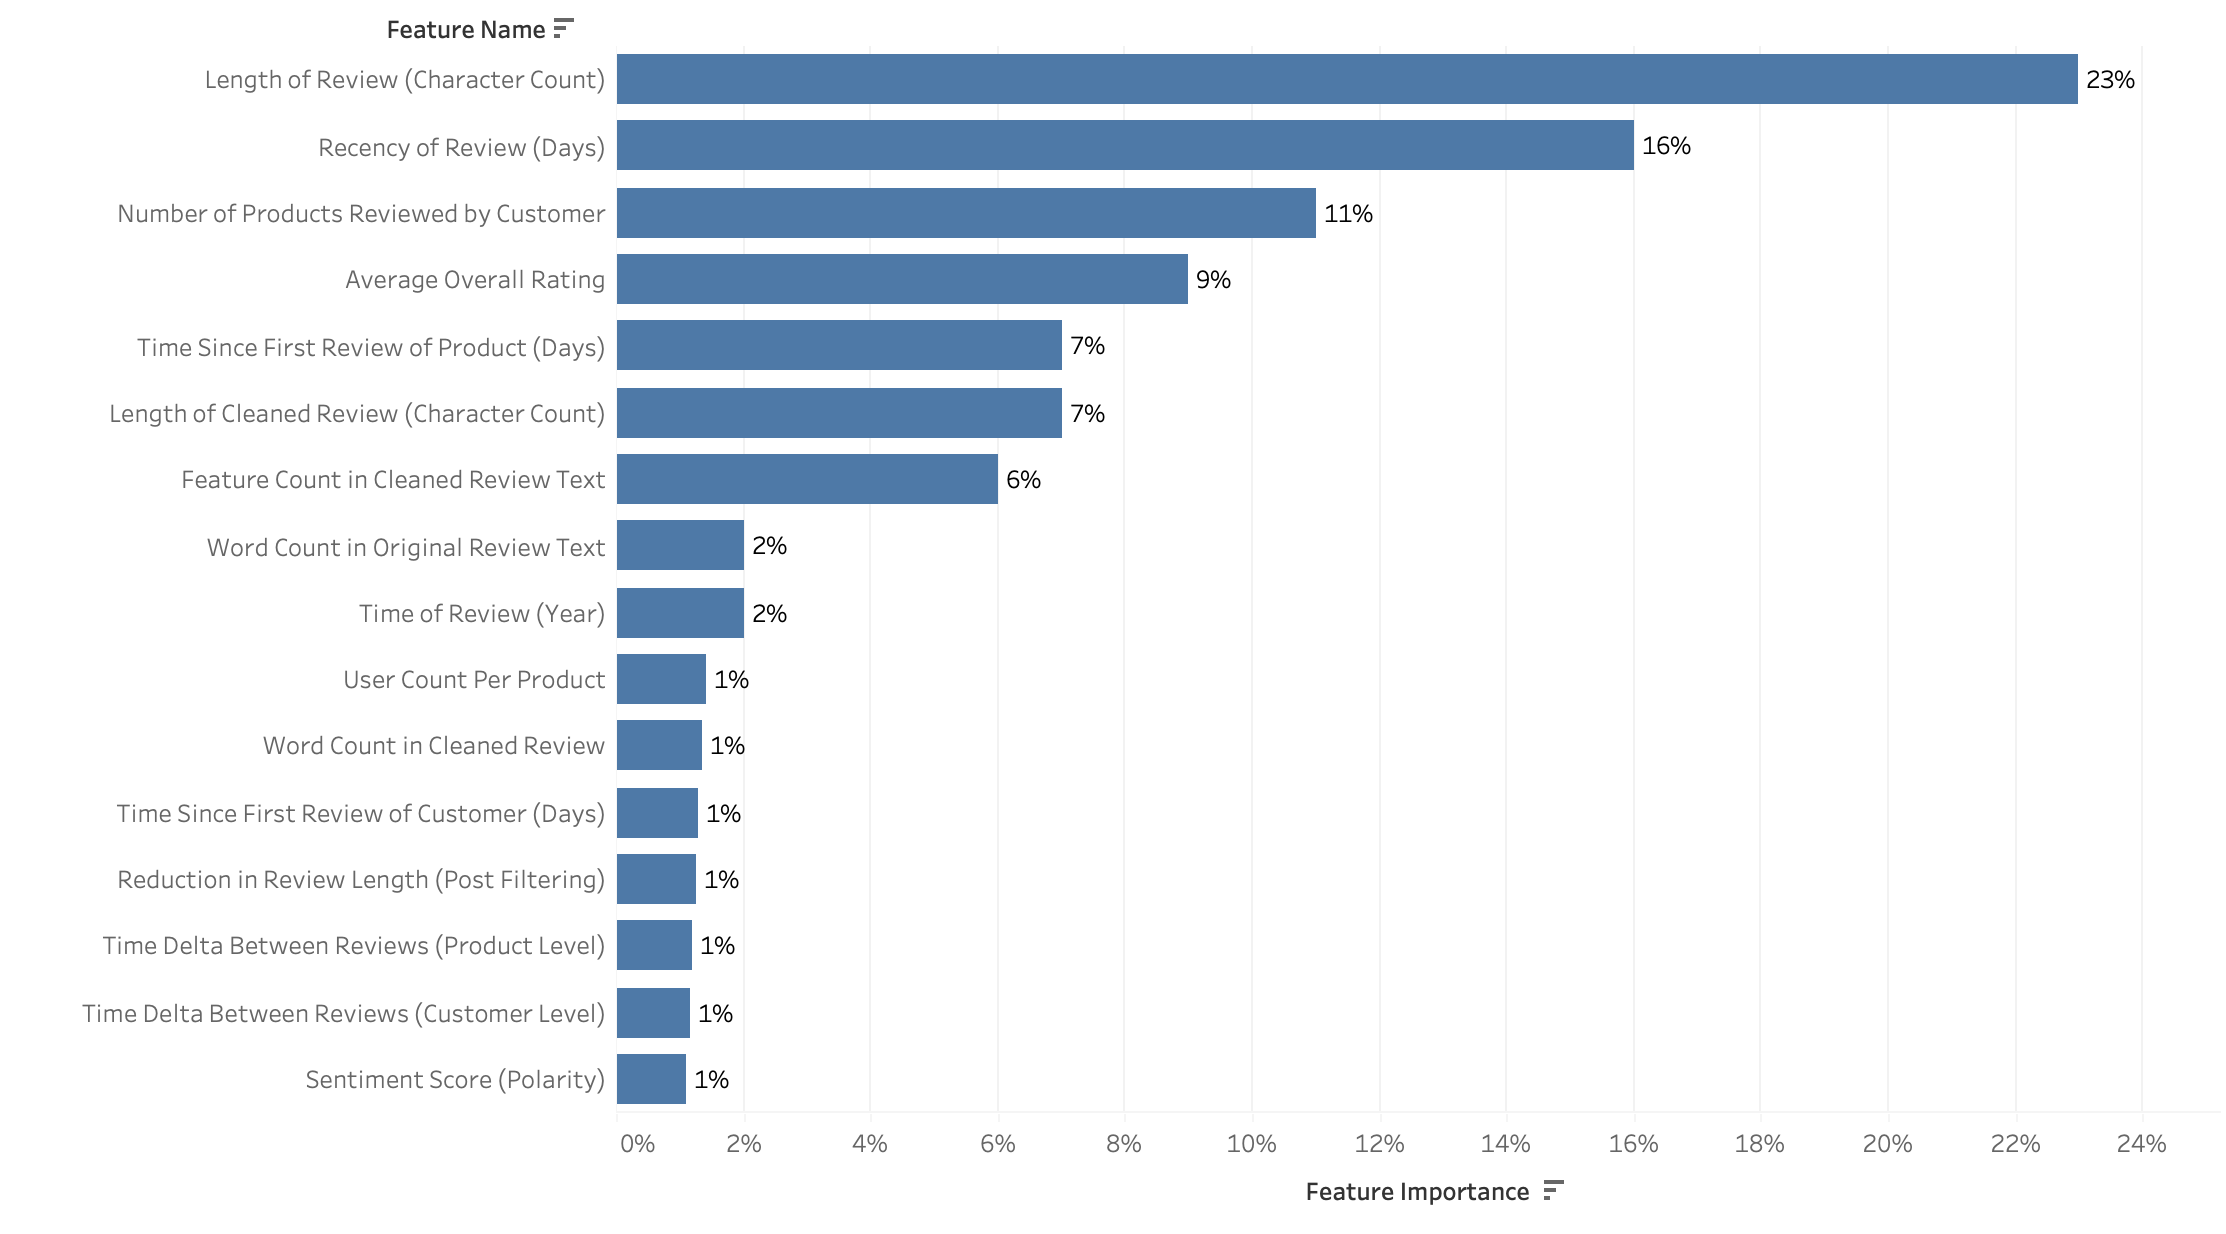 Feature Name
Length of Review (Character Count) 23%
Recency of Review (Days) 16%
Number of Products Reviewed by Customer 11%
Average Overall Rating 9%
Time Since First Review of Product (Days) 7%
Length of Cleaned Review (Character Count) 7%
Feature Count in Cleaned Review Text 6%
Word Count in Original Review Text 2%
Time of Review (Year) 2%
User Count Per Product 1%
Word Count in Cleaned Review 1%
Time Since First Review of Customer (Days) 1%
Reduction in Review Length (Post Filtering) 1%
Time Delta Between Reviews (Product Level) 1%
Time Delta Between Reviews (Customer Level) 1%
Sentiment Score (Polarity) 1%
0% 2% 4% 6% 8% 10% 12% 14% 16% 18% 20% 22% 24%
Feature Importance